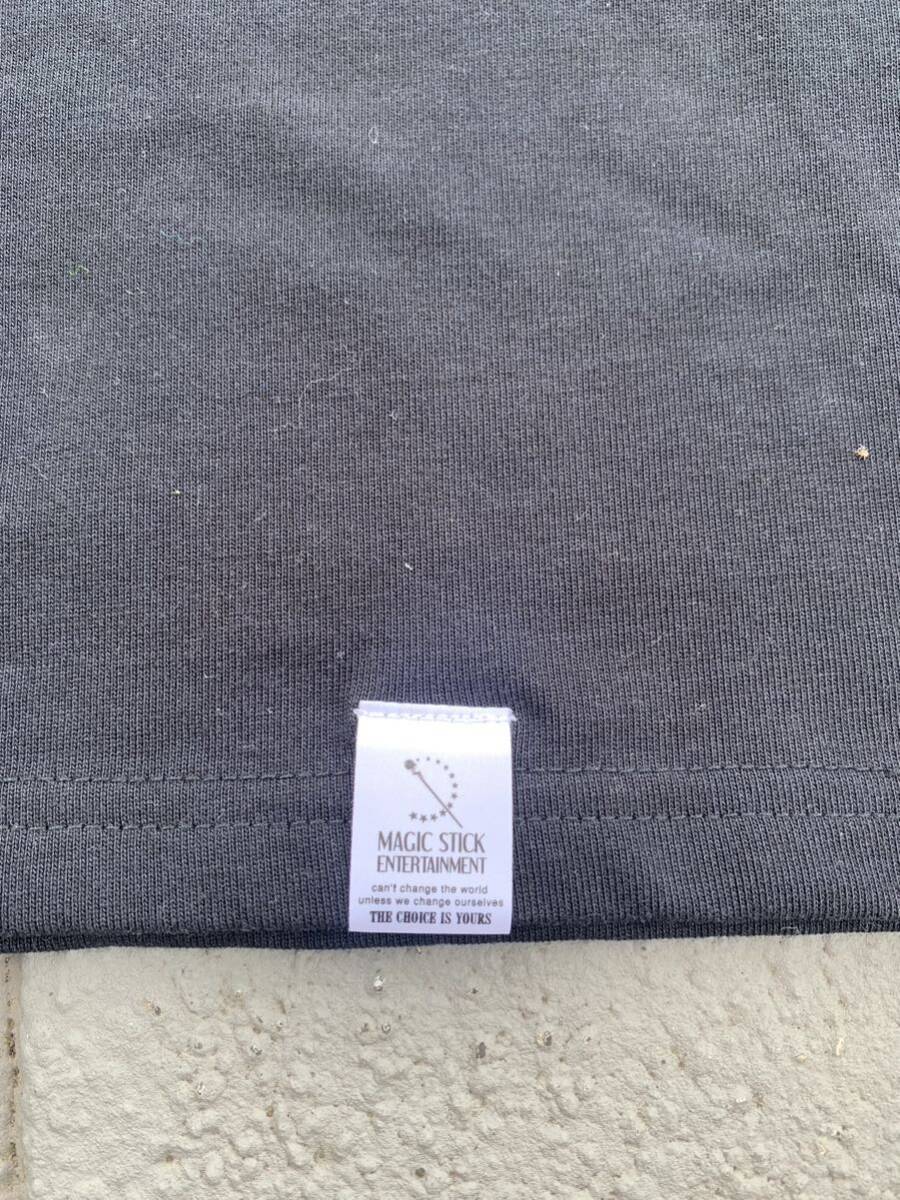 MAGIC STICK
ENTERTAINMENT
can't change the world
unless we change ourselves
THE CHOICE IS YOURS